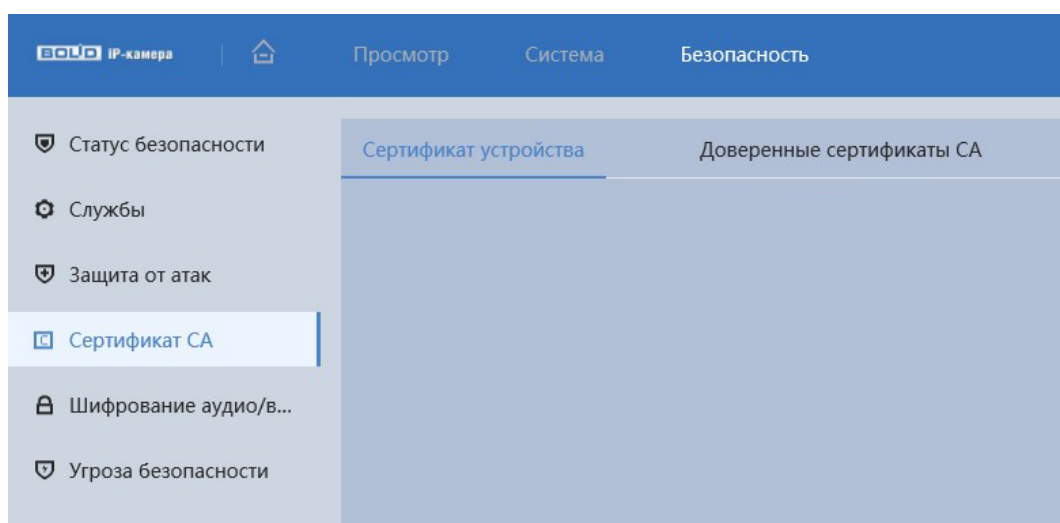 BOLID IP-камера
Просмотр Система Безопасность
Статус безопасности
Сертификат устройства Доверенные сертификаты CA
Службы
Защита от атак
Сертификат CA
Шифрование аудио/в...
Угроза безопасности